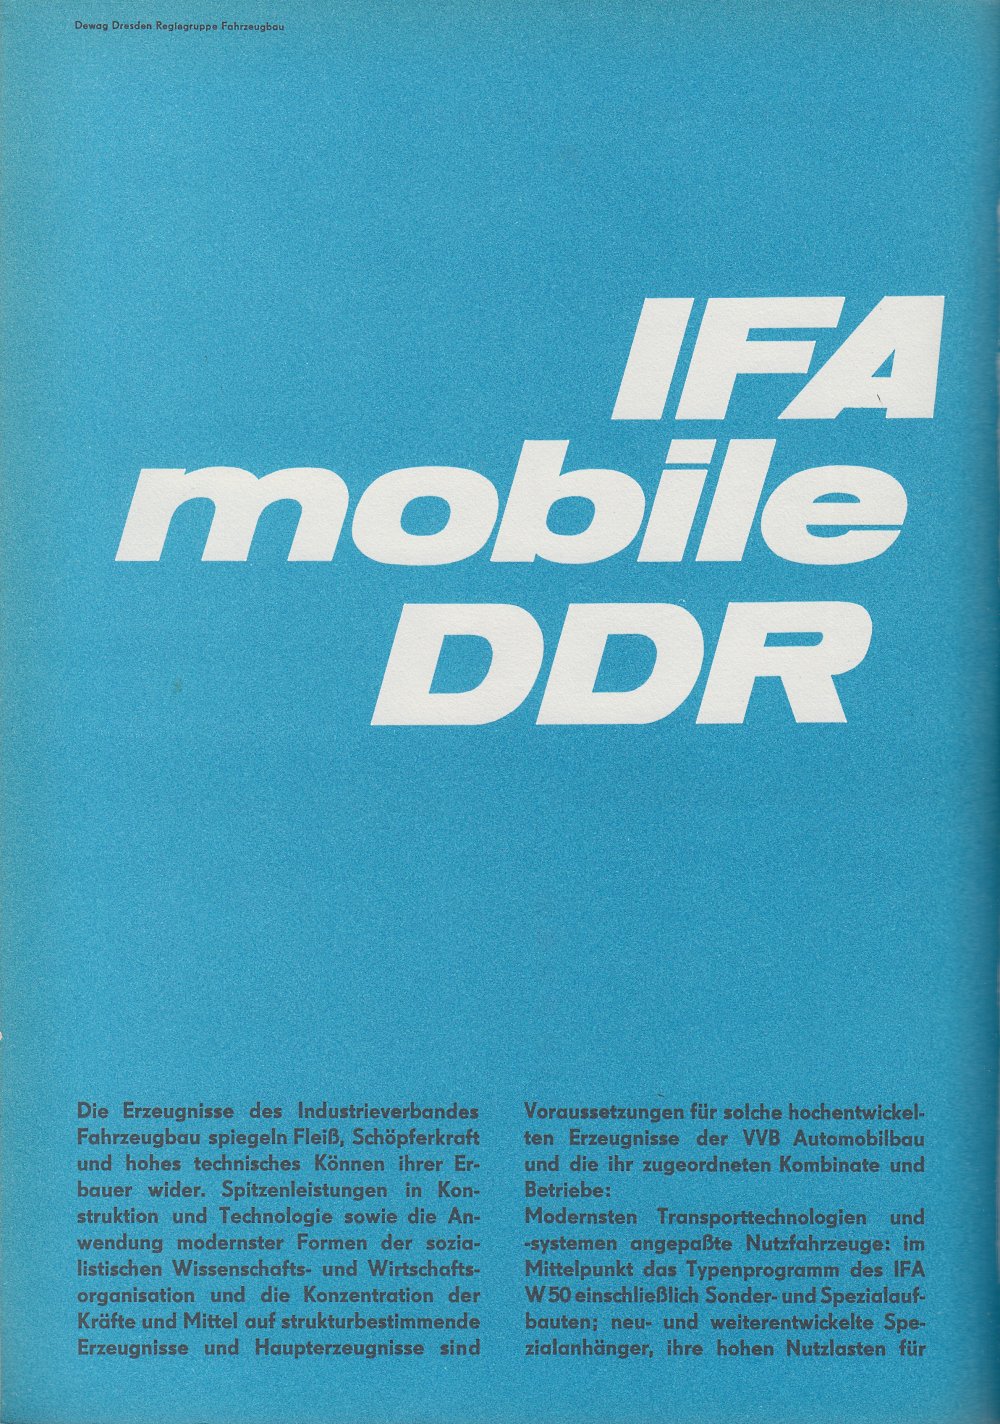 Dewag Dresden Regiegruppe Fahrzeugbau
IFA
mobile
DDR
Die Erzeugnisse des Industrieverbandes
Fahrzeugbau spiegeln Fleiß, Schöpferkraft
und hohes technisches Können ihrer Er-
bauer wider. Spitzenleistungen in Kon-
struktion und Technologie sowie die An-
wendung modernster Formen der sozia-
listischen Wissenschafts- und Wirtschafts-
organisation und die Konzentration der
Kräfte und Mittel auf strukturbestimmende
Erzeugnisse und Haupterzeugnisse sind
Voraussetzungen für solche hochentwickel-
ten Erzeugnisse der VVB Automobilbau
und die ihr zugeordneten Kombinate und
Betriebe:
Modernsten Transporttechnologien und
-systemen angepaßte Nutzfahrzeuge: im
Mittelpunkt das Typenprogramm des IFA
W 50 einschließlich Sonder- und Spezialauf-
bauten; neu- und weiterentwickelte Spe-
zialanhänger, ihre hohen Nutzlasten für